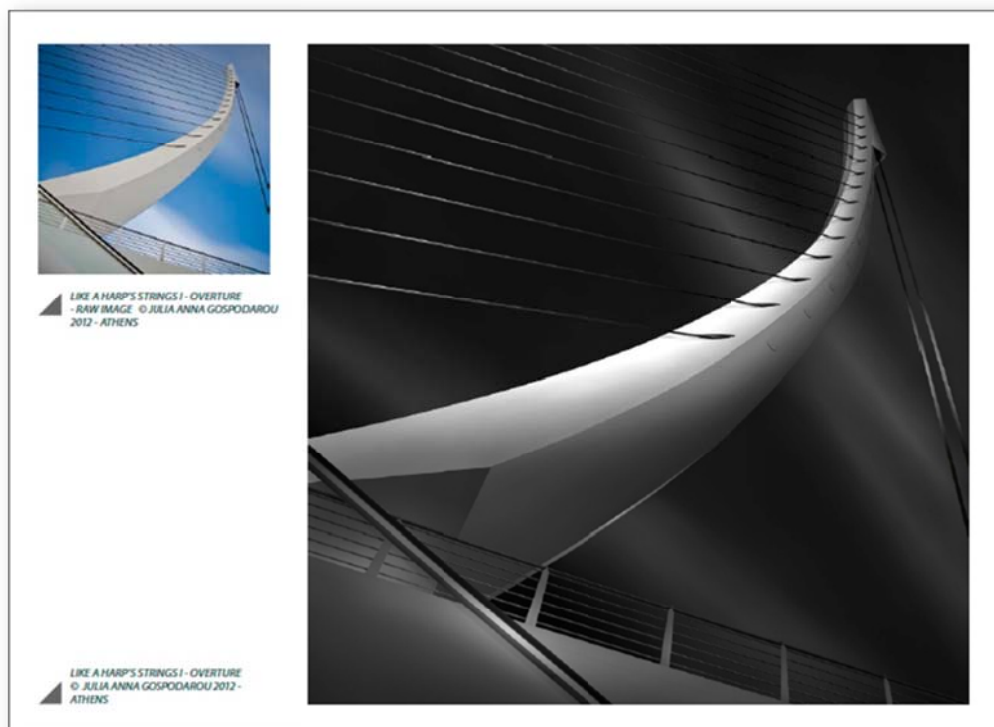 LIKE A HARP'S STRINGS I - OVERTURE
- RAW IMAGE © JULIA ANNA GOSPODAROU
2012 - ATHENS
LIKE A HARP'S STRINGS I - OVERTURE
© JULIA ANNA GOSPODAROU 2012 -
ATHENS